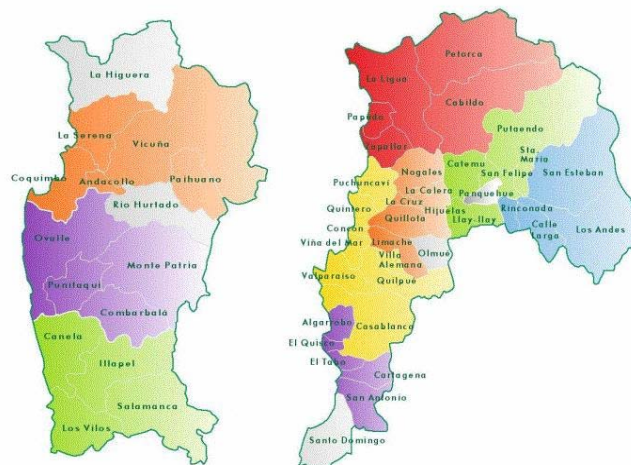 La Higuera
La Serena
Vicuña
Coquimbo
Andacollo
Paihuano
Rio Hurtado
Ovalle
Monte Patria
Punitaqui
Combarbalá
Canela
Illapel
Salamanca
Los Vilos
Petorca
La Ligua
Cabildo
Papudo
Zapallar
Putaendo
Sta.
Maria
Nogales
Catemu
San Esteban
San Felipe
Puchuncavi
La Calera
Panquehue
La Cruz
Quintero
Hijuelas
Rinconada
Quillota
Llay-llay
Calle
Larga
Los Andes
Concón
Limache
Viña del Mar
Olmué
Villa
Alemana
Valparaiso
Quilpué
Algarrobo
Casablanca
El Quisco
El Tabo
Cartagena
San Antonio
Santo Domingo